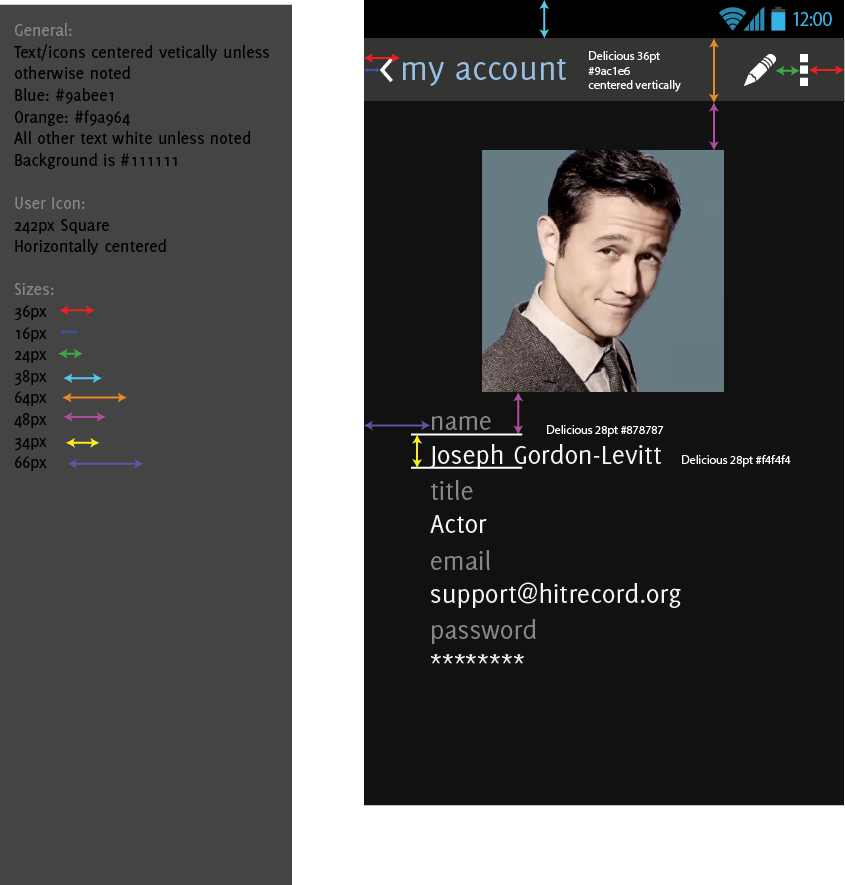 General:
Text/icons centered vetically unless
otherwise noted
Blue: #9abee1
Orange: #f9a964
All other text white unless noted
Background is #111111
User Icon:
242px Square
Horizontally centered
Sizes:
36px
16px
24px
38px
64px
48px
34px
66px
12:00
my account
Delicious 36pt
#9ac1e6
centered vertically
name
Delicious 28pt #878787
Joseph Gordon-Levitt
Delicious 28pt #f4f4f4
title
Actor
email
support@hitrecord.org
password
********